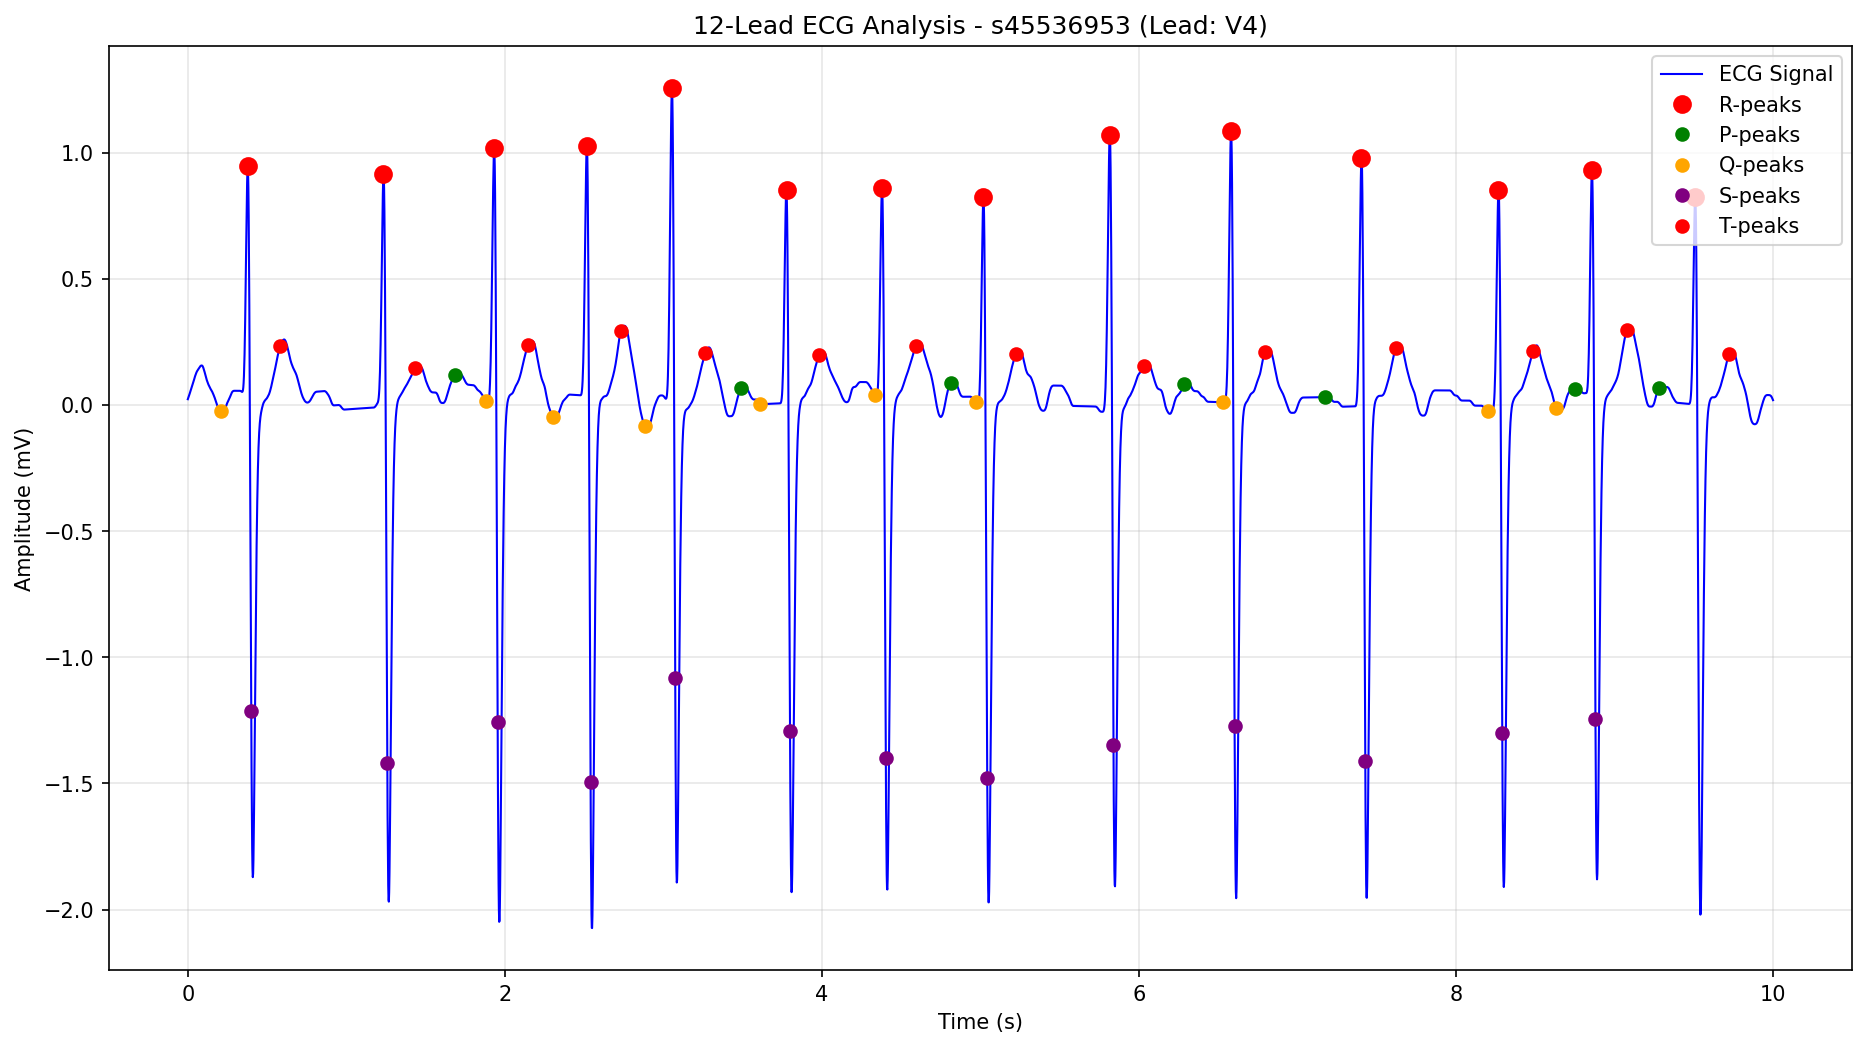 12-Lead ECG Analysis - s45536953 (Lead: V4)
ECG Signal
R-peaks
P-peaks
Q-peaks
S-peaks
T-peaks
Amplitude (mV)
1.0
0.5
0.0
−0.5
−1.0
−1.5
−2.0
0 2 4 6 8 10
Time (s)